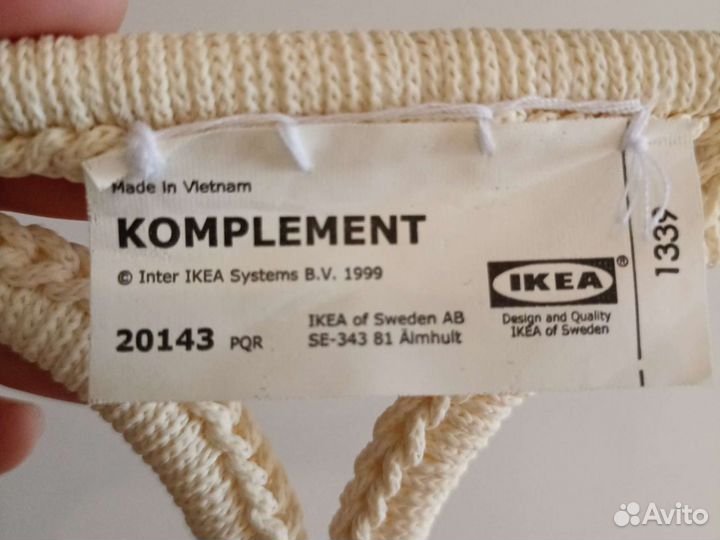 Made in Vietnam
KOMPLEMENT
© Inter IKEA Systems B.V. 1999
20143 PQR
IKEA of Sweden AB
SE-343 81 Älmhult
IKEA®
Design and Quality
IKEA of Sweden
1339
Avito